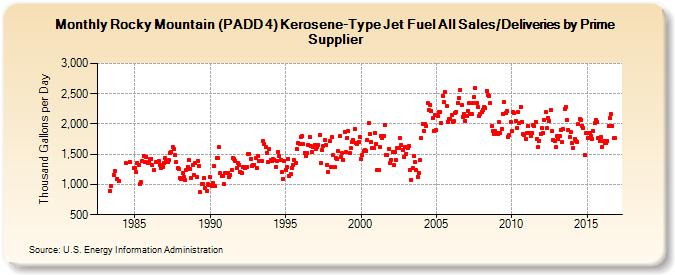 Monthly Rocky Mountain (PADD 4) Kerosene-Type Jet Fuel All Sales/Deliveries by Prime
Supplier
Thousand Gallons per Day
3,000
2,500
2,000
1,500
1,000
500
1985 1990 1995 2000 2005 2010 2015
Source: U.S. Energy Information Administration